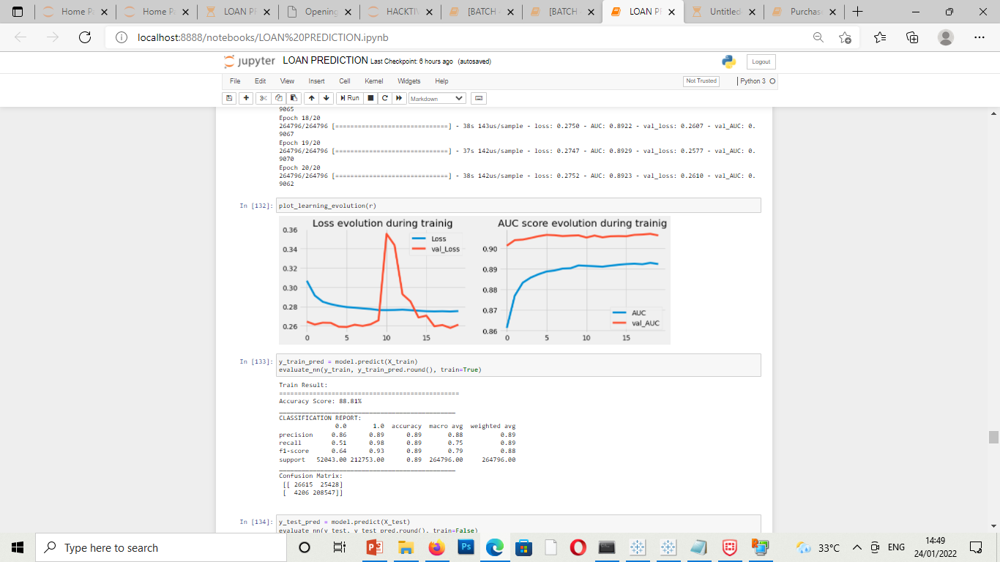 Home Pa
Home Pa
LOAN PR
Opening
HACKTIV
[BATCH
[BATCH
LOAN PR
Untitled
Purchas
localhost:8888/notebooks/LOAN%20PREDICTION.ipynb
jupyter LOAN PREDICTION Last Checkpoint: 6 hours ago (autosaved)
Logout
File Edit View Insert Cell Kernel Widgets Help
Not Trusted
Python 3
Run
Markdown
9065
Epoch 18/20
264796/264796 [==============================] - 38s 143us/sample - loss: 0.2750 - AUC: 0.8922 - val_loss: 0.2607 - val_AUC: 0.
9067
Epoch 19/20
264796/264796 [==============================] - 37s 142us/sample - loss: 0.2747 - AUC: 0.8929 - val_loss: 0.2577 - val_AUC: 0.
9070
Epoch 20/20
264796/264796 [==============================] - 38s 142us/sample - loss: 0.2752 - AUC: 0.8923 - val_loss: 0.2610 - val_AUC: 0.
9062
In [132]: plot_learning_evolution(r)
Loss evolution during trainig
0.36
0.34
0.32
0.30
0.28
0.26
0 5 10 15
Loss
val_Loss
AUC score evolution during trainig
0.90
0.89
0.88
0.87
0.86
0 5 10 15
AUC
val_AUC
In [133]: y_train_pred = model.predict(X_train)
evaluate_nn(y_train, y_train_pred.round(), train=True)
Train Result:
================================================
Accuracy Score: 88.81%
_______________________________________________
CLASSIFICATION REPORT:
0.0 1.0 accuracy macro avg weighted avg
precision 0.86 0.89 0.89 0.88 0.89
recall 0.51 0.98 0.89 0.75 0.89
f1-score 0.64 0.93 0.89 0.79 0.88
support 52043.00 212753.00 0.89 264796.00 264796.00
_______________________________________________
Confusion Matrix:
[[ 26615 25428]
[ 4206 208547]]
In [134]: y_test_pred = model.predict(X_test)
evaluate_nn(y_test, y_test_pred.round(), train=False)
Type here to search
Ps
33°C
ENG
14:49
24/01/2022